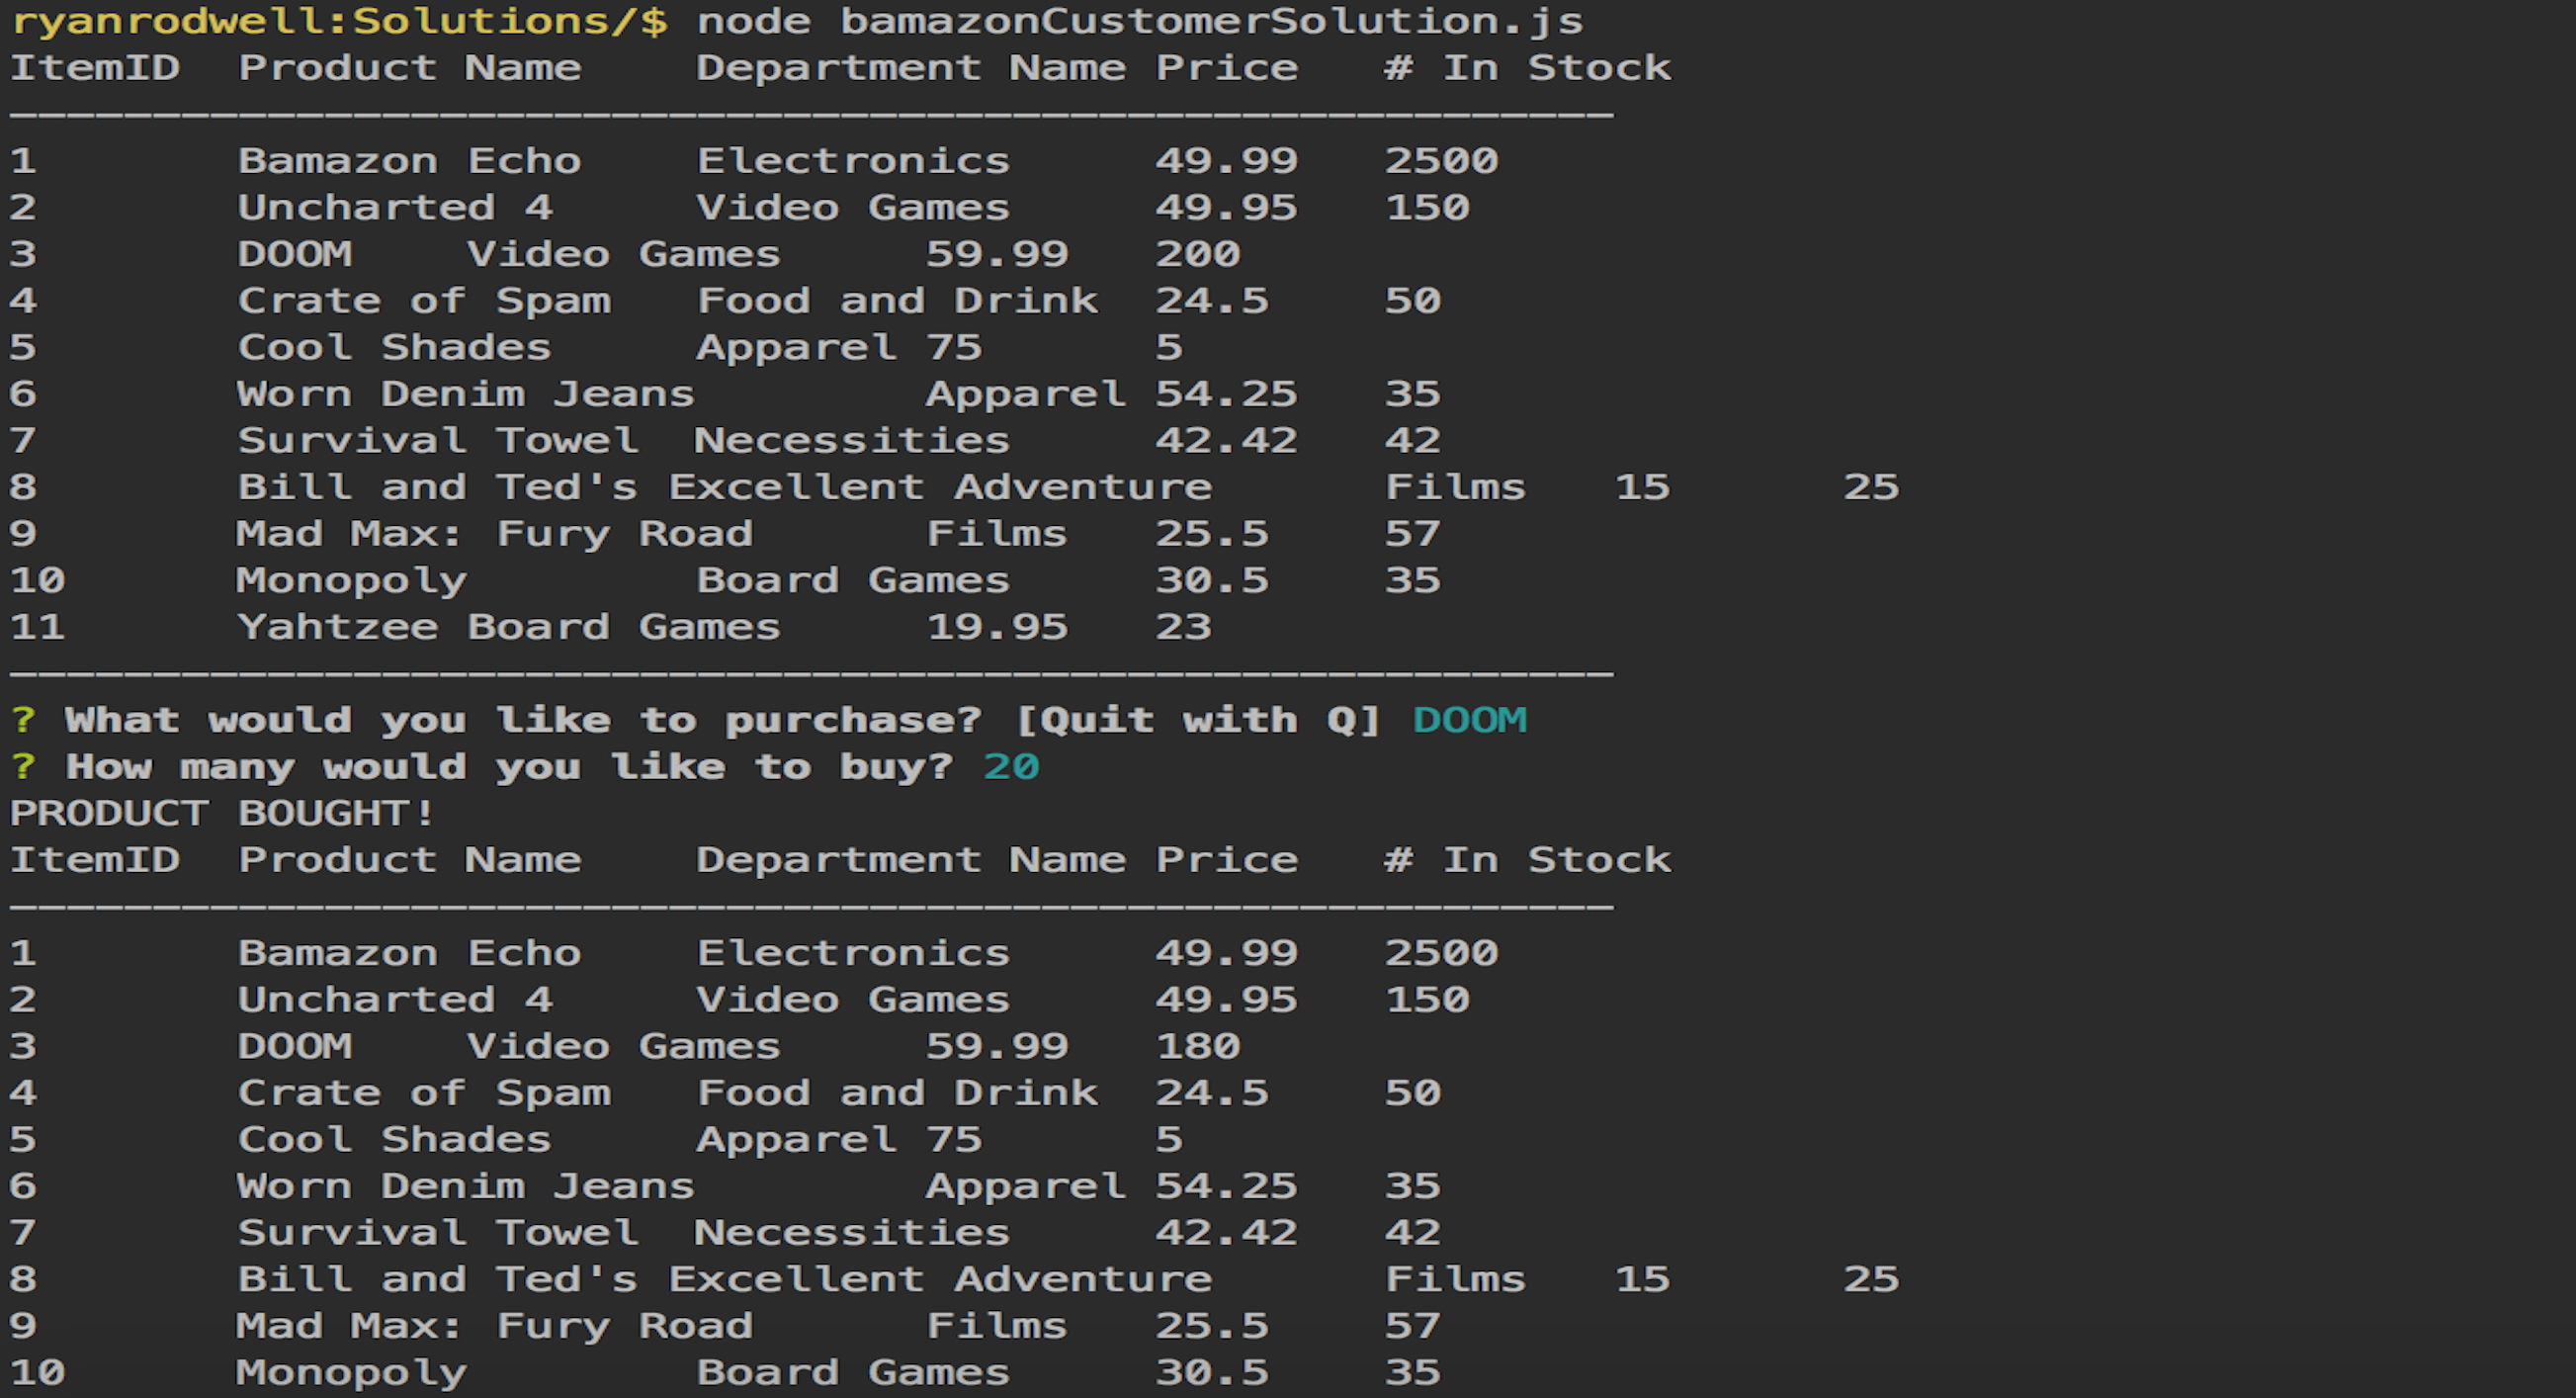 ryanrodwell:Solutions/$ node bamazonCustomerSolution.js
ItemID  Product Name    Department Name Price   # In Stock
--------------------------------------------------------
1       Bamazon Echo    Electronics     49.99   2500
2       Uncharted 4     Video Games     49.95   150
3       DOOM    Video Games     59.99   200
4       Crate of Spam   Food and Drink  24.5    50
5       Cool Shades     Apparel 75      5
6       Worn Denim Jeans        Apparel 54.25   35
7       Survival Towel  Necessities     42.42   42
8       Bill and Ted's Excellent Adventure      Films   15      25
9       Mad Max: Fury Road      Films   25.5    57
10      Monopoly        Board Games     30.5    35
11      Yahtzee Board Games     19.95   23
--------------------------------------------------------
? What would you like to purchase? [Quit with Q] DOOM
? How many would you like to buy? 20
PRODUCT BOUGHT!
ItemID  Product Name    Department Name Price   # In Stock
--------------------------------------------------------
1       Bamazon Echo    Electronics     49.99   2500
2       Uncharted 4     Video Games     49.95   150
3       DOOM    Video Games     59.99   180
4       Crate of Spam   Food and Drink  24.5    50
5       Cool Shades     Apparel 75      5
6       Worn Denim Jeans        Apparel 54.25   35
7       Survival Towel  Necessities     42.42   42
8       Bill and Ted's Excellent Adventure      Films   15      25
9       Mad Max: Fury Road      Films   25.5    57
10      Monopoly        Board Games     30.5    35